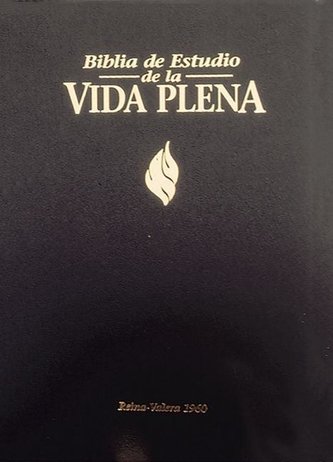 Biblia de Estudio
de la
VIDA PLENA
Reina-Valera 1960